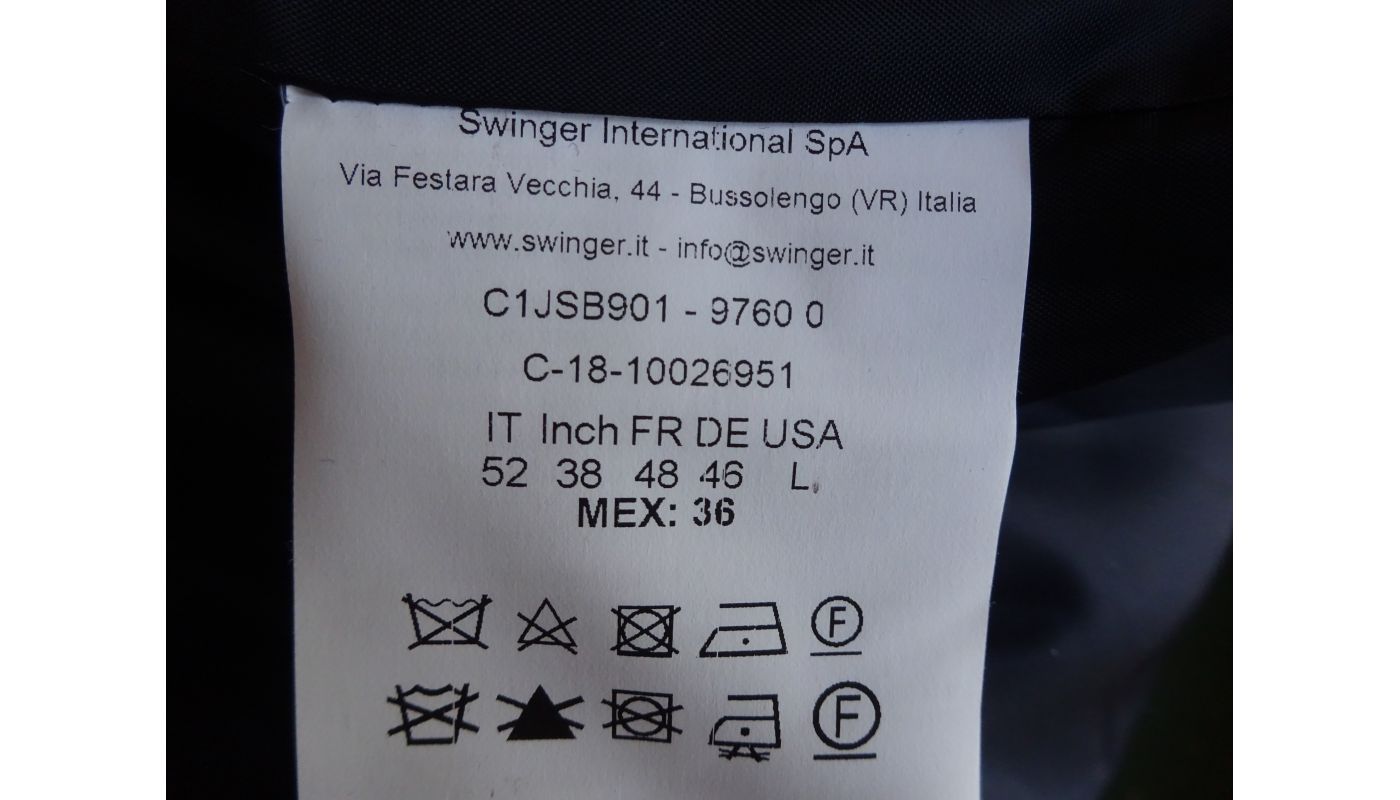 Swinger International SpA
Via Festara Vecchia, 44 - Bussolengo (VR) Italia
www.swinger.it - info@swinger.it
C1JSB901 - 9760 0
C-18-10026951
IT Inch FR DE USA
52 38 48 46 L
MEX: 36
F
F